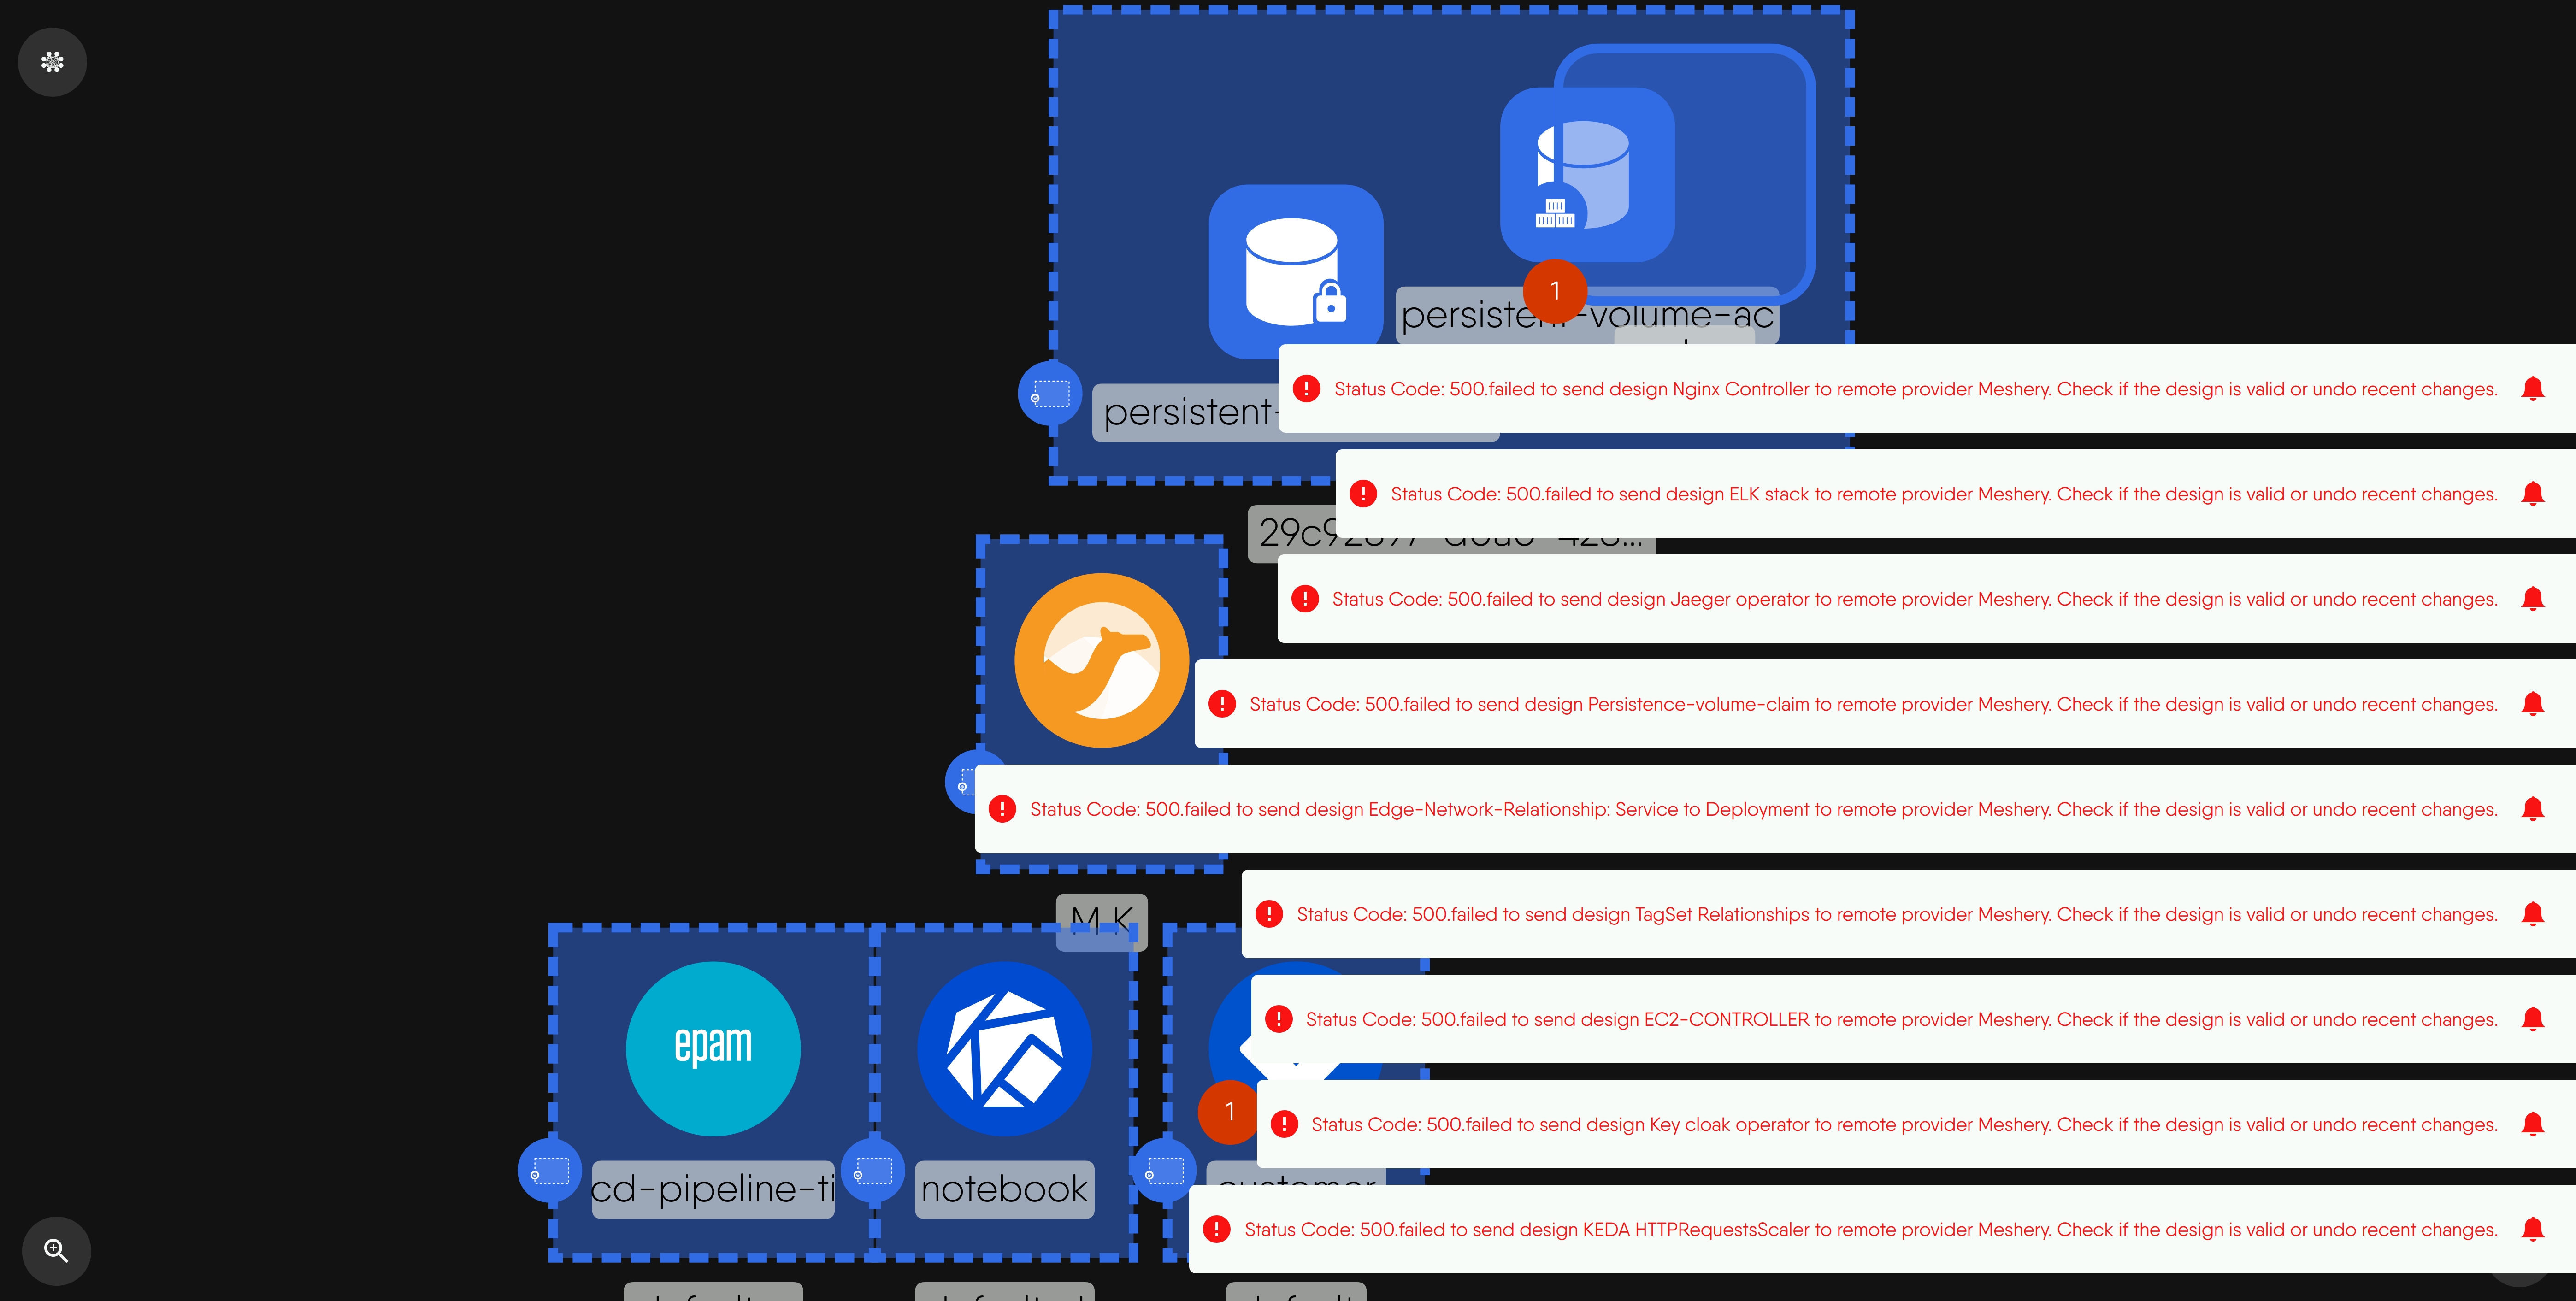 1
persistent-volume-ac
Status Code: 500.failed to send design Nginx Controller to remote provider Meshery. Check if the design is valid or undo recent changes.
persistent-
Status Code: 500.failed to send design ELK stack to remote provider Meshery. Check if the design is valid or undo recent changes.
Status Code: 500.failed to send design Jaeger operator to remote provider Meshery. Check if the design is valid or undo recent changes.
Status Code: 500.failed to send design Persistence-volume-claim to remote provider Meshery. Check if the design is valid or undo recent changes.
Status Code: 500.failed to send design Edge-Network-Relationship: Service to Deployment to remote provider Meshery. Check if the design is valid or undo recent changes.
M K
Status Code: 500.failed to send design TagSet Relationships to remote provider Meshery. Check if the design is valid or undo recent changes.
epam
Status Code: 500.failed to send design EC2-CONTROLLER to remote provider Meshery. Check if the design is valid or undo recent changes.
1
Status Code: 500.failed to send design Key cloak operator to remote provider Meshery. Check if the design is valid or undo recent changes.
cd-pipeline-ti
notebook
customer
Status Code: 500.failed to send design KEDA HTTPRequestsScaler to remote provider Meshery. Check if the design is valid or undo recent changes.